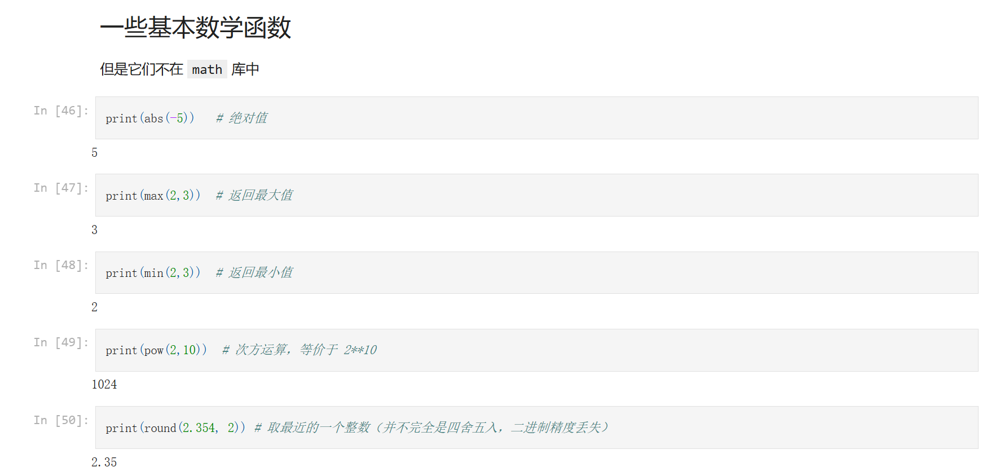 一些基本数学函数
但是它们不在 math 库中
In [46]: print(abs(-5))   # 绝对值
5
In [47]: print(max(2,3))  # 返回最大值
3
In [48]: print(min(2,3))  # 返回最小值
2
In [49]: print(pow(2,10))  # 次方运算，等价于 2**10
1024
In [50]: print(round(2.354, 2)) # 取最近的一个整数（并不完全是四舍五入，二进制精度丢失）
2.35